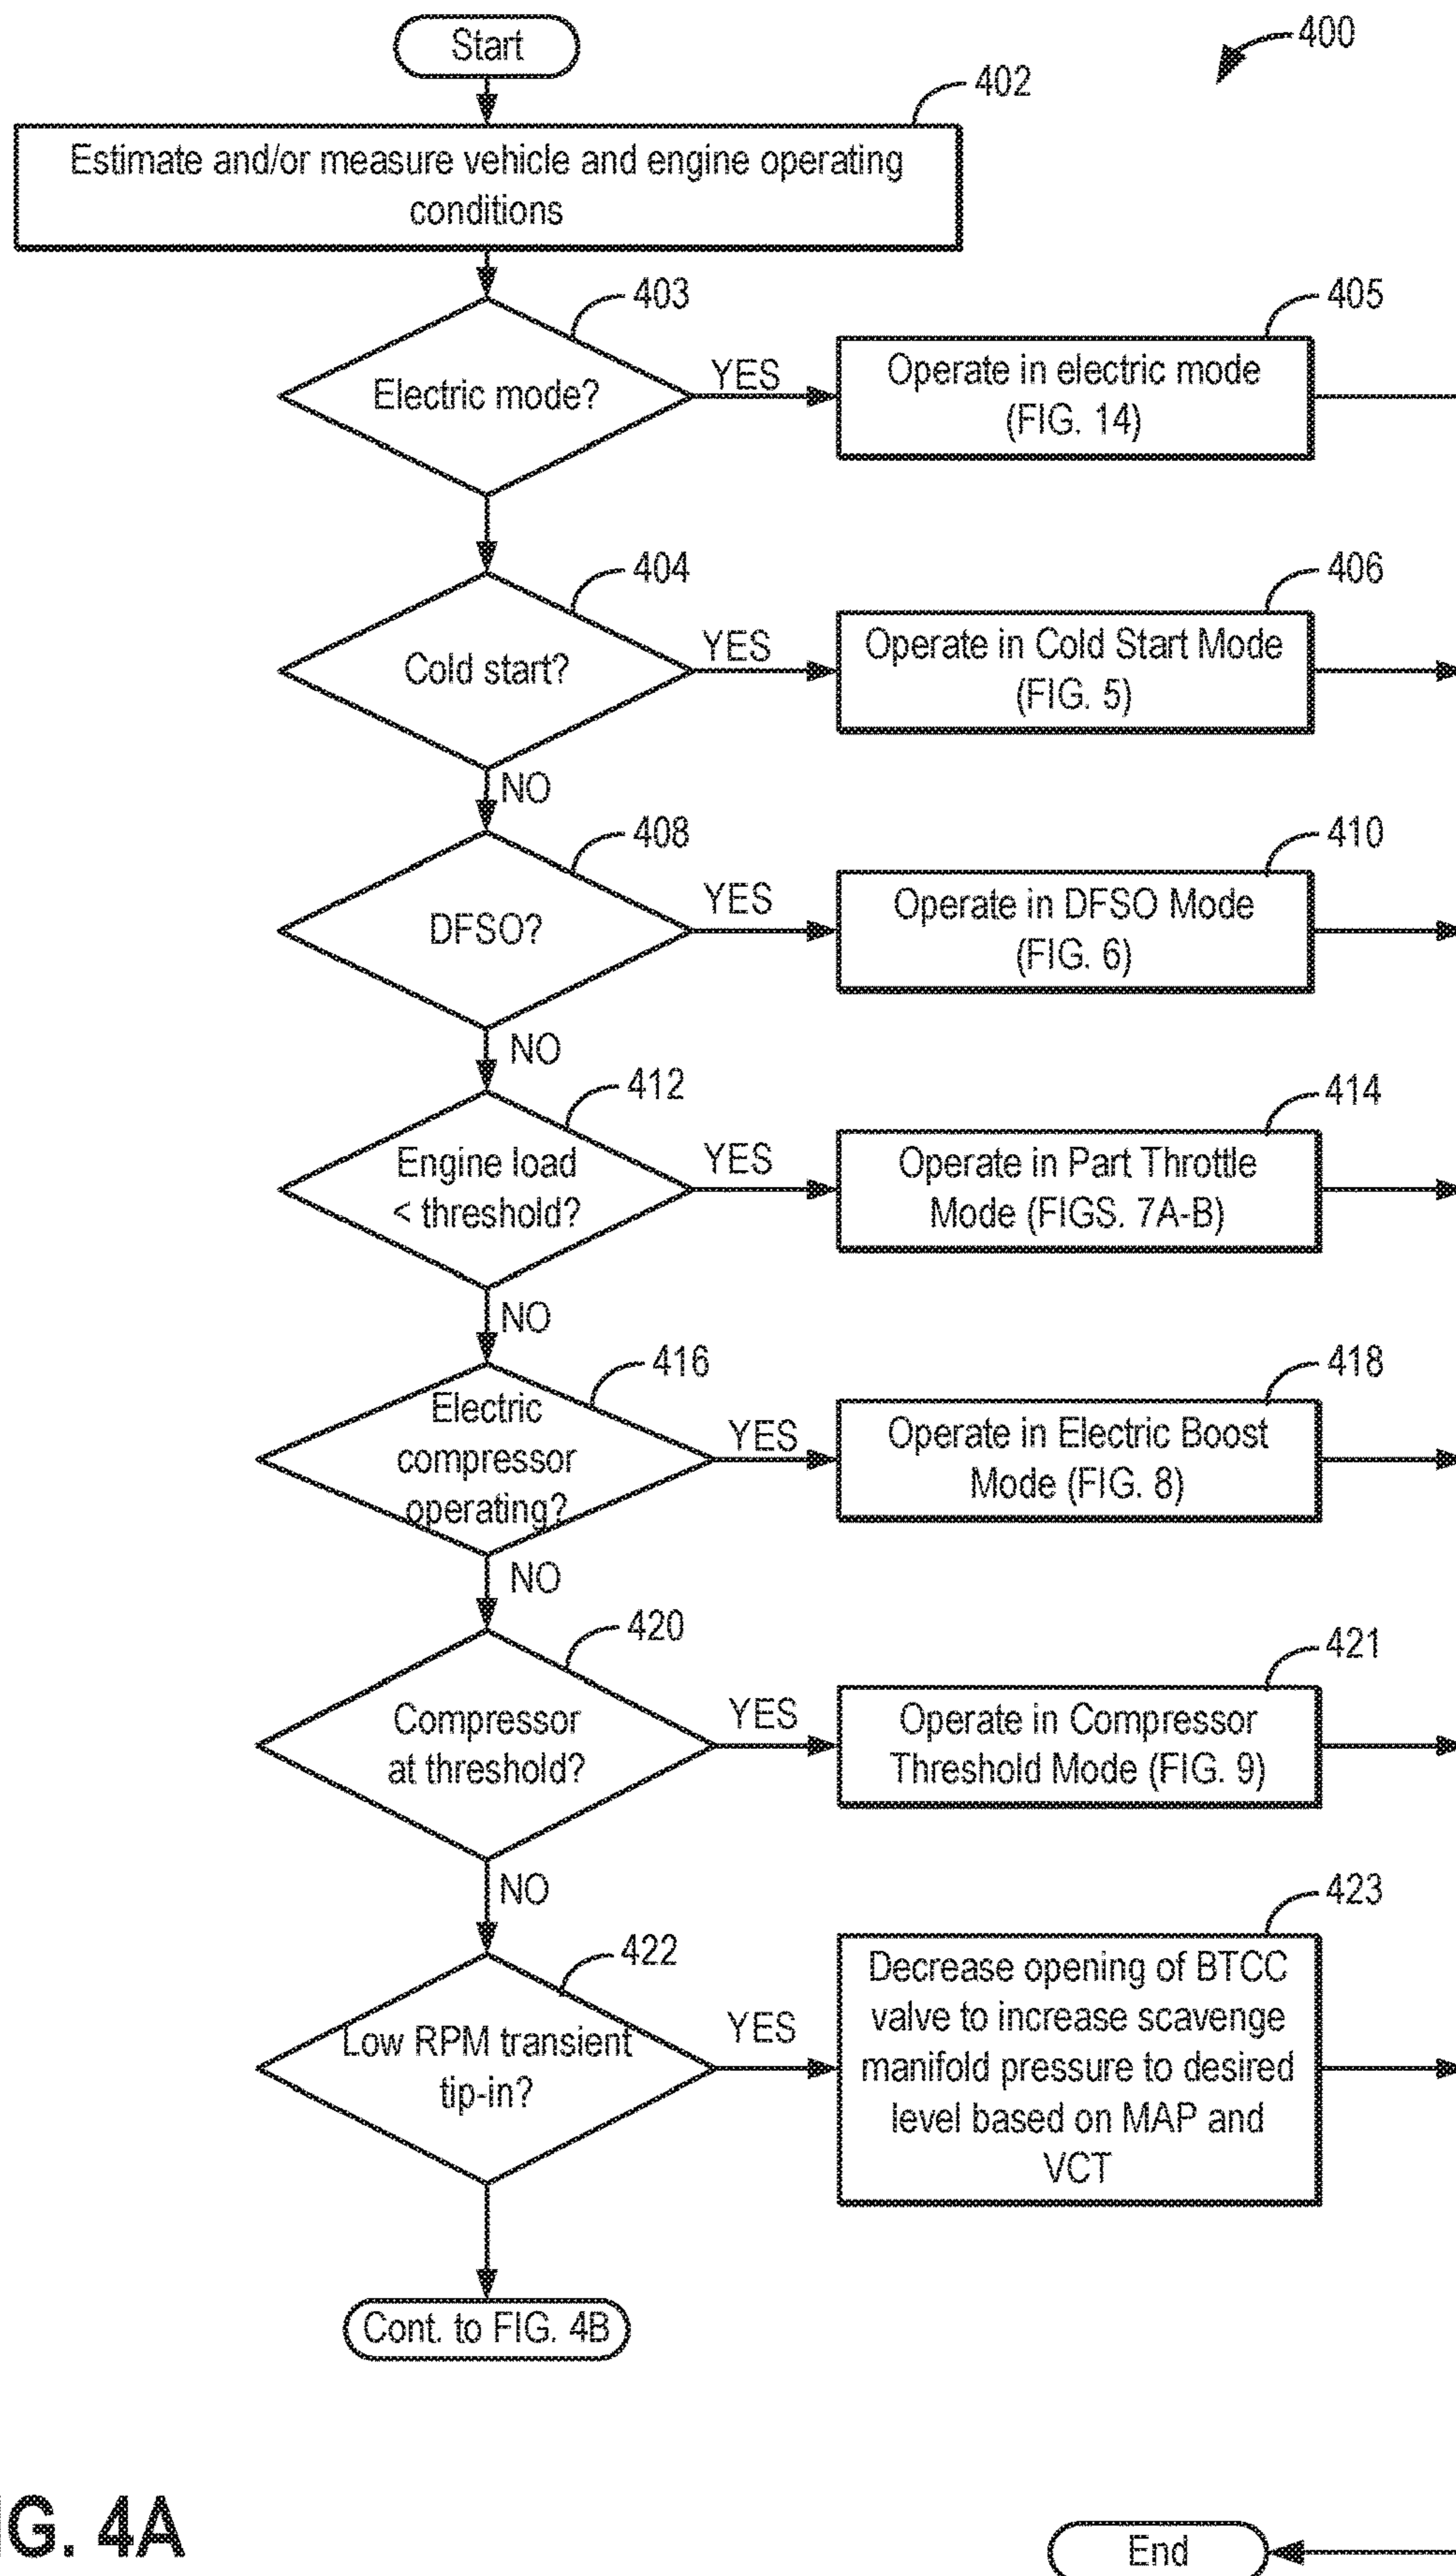 Start
400
402
Estimate and/or measure vehicle and engine operating
conditions
403
Electric mode?
YES
405
Operate in electric mode
(FIG. 14)
404
Cold start?
YES
406
Operate in Cold Start Mode
(FIG. 5)
NO
408
DFSO?
YES
410
Operate in DFSO Mode
(FIG. 6)
NO
412
Engine load
< threshold?
YES
414
Operate in Part Throttle
Mode (FIGS. 7A-B)
NO
416
Electric
compressor
operating?
YES
418
Operate in Electric Boost
Mode (FIG. 8)
NO
420
Compressor
at threshold?
YES
421
Operate in Compressor
Threshold Mode (FIG. 9)
NO
422
Low RPM transient
tip-in?
YES
423
Decrease opening of BTCC
valve to increase scavenge
manifold pressure to desired
level based on MAP and
VCT
Cont. to FIG. 4B
IG. 4A
End